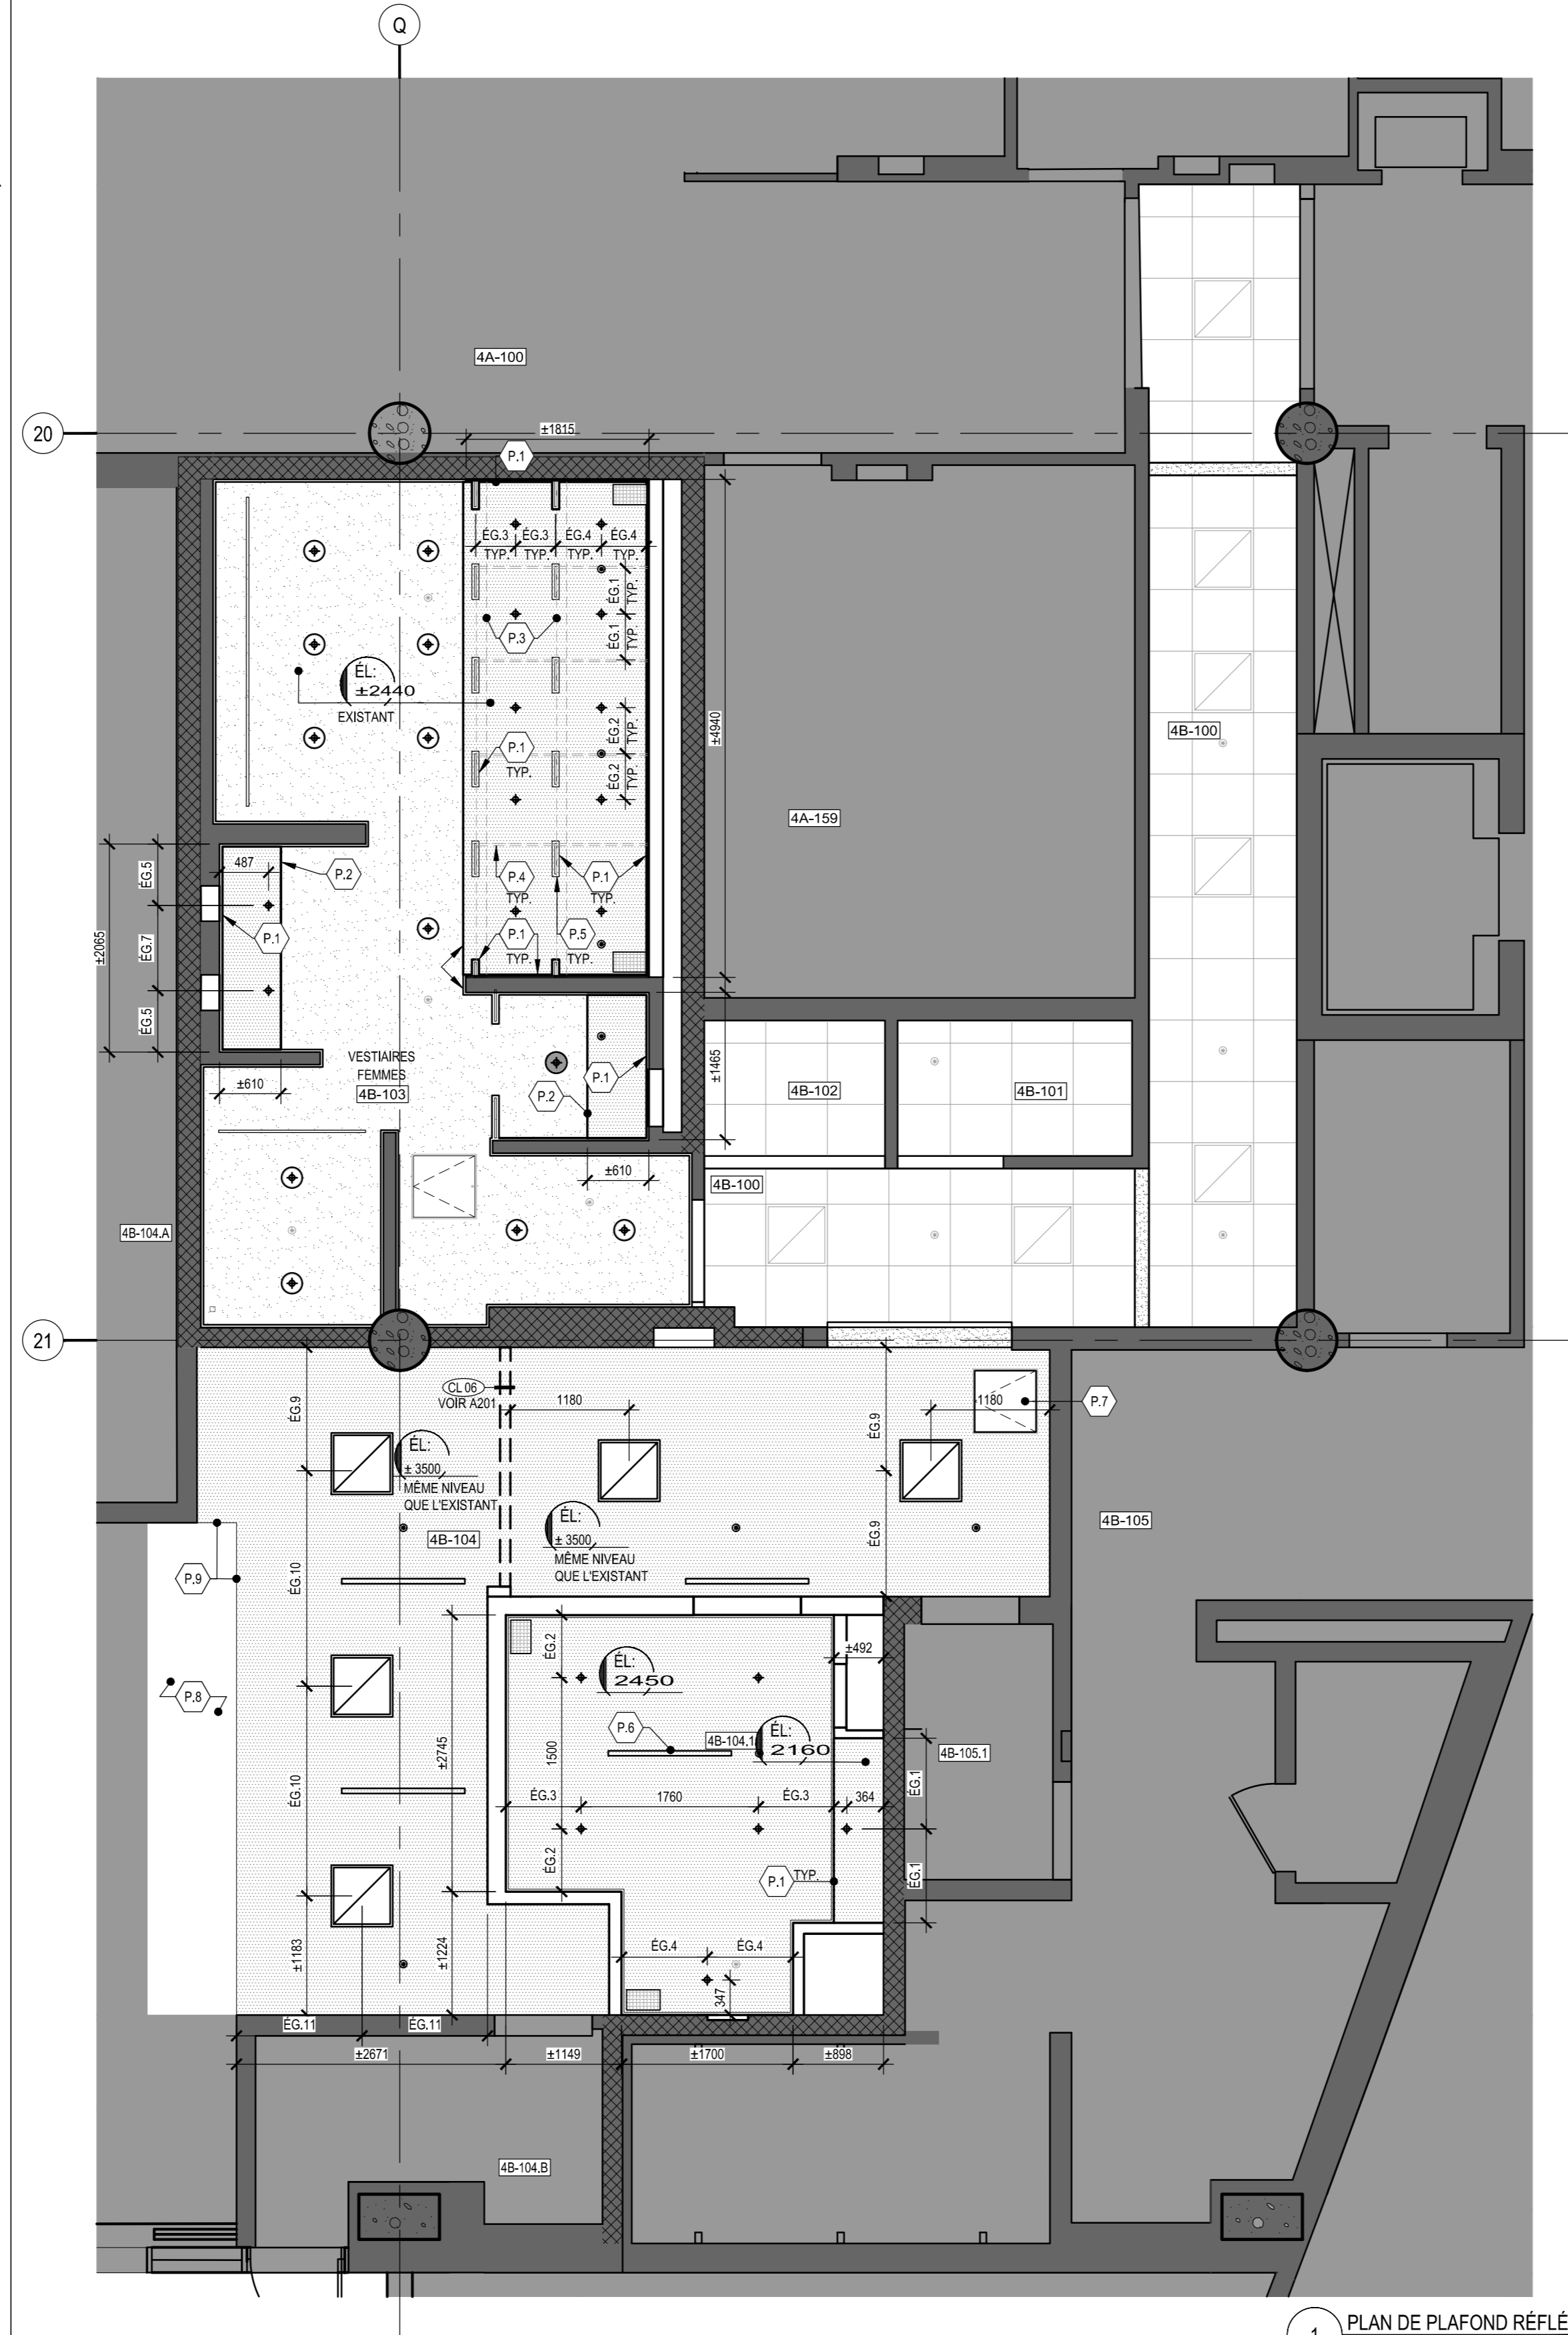 Q
4A-100
20
±1815
P.1
ÉG.3
ÉG.3
ÉG.4
ÉG.4
TYP.
TYP.
TYP.
TYP.
ÉG.1
TYP.
P.3
ÉG.1
TYP.
ÉL:
±2440
EXISTANT
ÉG.2
TYP.
±4940
4B-100
P.1
TYP.
ÉG.2
TYP.
4A-159
487
P.2
P.4
TYP.
P.1
TYP.
ÉG.5
P.1
TYP.
P.5
TYP.
P.1
±2065
ÉG.7
ÉG.5
VESTIAIRES
FEMMES
4B-103
±610
P.1
P.2
±1465
4B-102
4B-101
±610
4B-100
4B-104.A
21
CL 06
VOIR A201
1180
1180
P.7
ÉG.9
ÉG.9
ÉL:
± 3500
MÊME NIVEAU
QUE L'EXISTANT
ÉL:
± 3500
MÊME NIVEAU
QUE L'EXISTANT
ÉG.9
4B-104
4B-105
P.9
ÉG.10
ÉG.2
±492
ÉL:
2450
P.8
P.6
4B-104.1
ÉL:
2160
4B-105.1
±2745
1500
ÉG.10
ÉG.3
1760
ÉG.3
364
ÉG.1
ÉG.2
P.1
TYP.
ÉG.1
±1183
±1224
ÉG.4
ÉG.4
347
ÉG.11
ÉG.11
±2671
±1149
±1700
±898
4B-104.B
1
PLAN DE PLAFOND RÉFLÉ